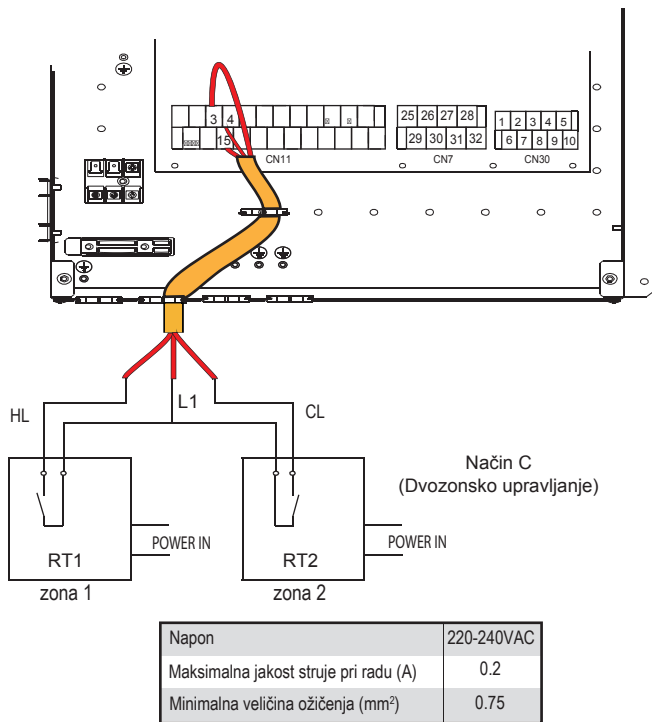 3 4
15
CN11
25 26 27 28
29 30 31 32
CN7
1 2 3 4 5
6 7 8 9 10
CN30
HL
L1
CL
Način C
(Dvozonsko upravljanje)
RT1
POWER IN
RT2
POWER IN
zona 1
zona 2
Napon 220-240VAC
Maksimalna jakost struje pri radu (A) 0.2
Minimalna veličina ožičenja (mm²) 0.75